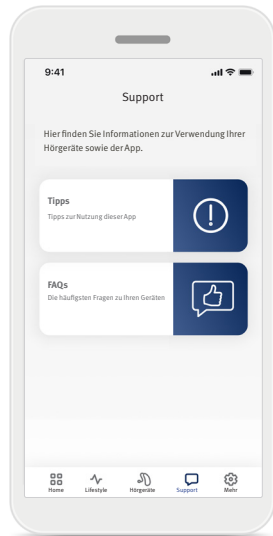 9:41
Support
Hier finden Sie Informationen zur Verwendung Ihrer
Hörgeräte sowie der App.
Tipps
Tipps zur Nutzung dieser App
FAQs
Die häufigsten Fragen zu Ihren Geräten
Home Lifestyle Hörgeräte Support Mehr